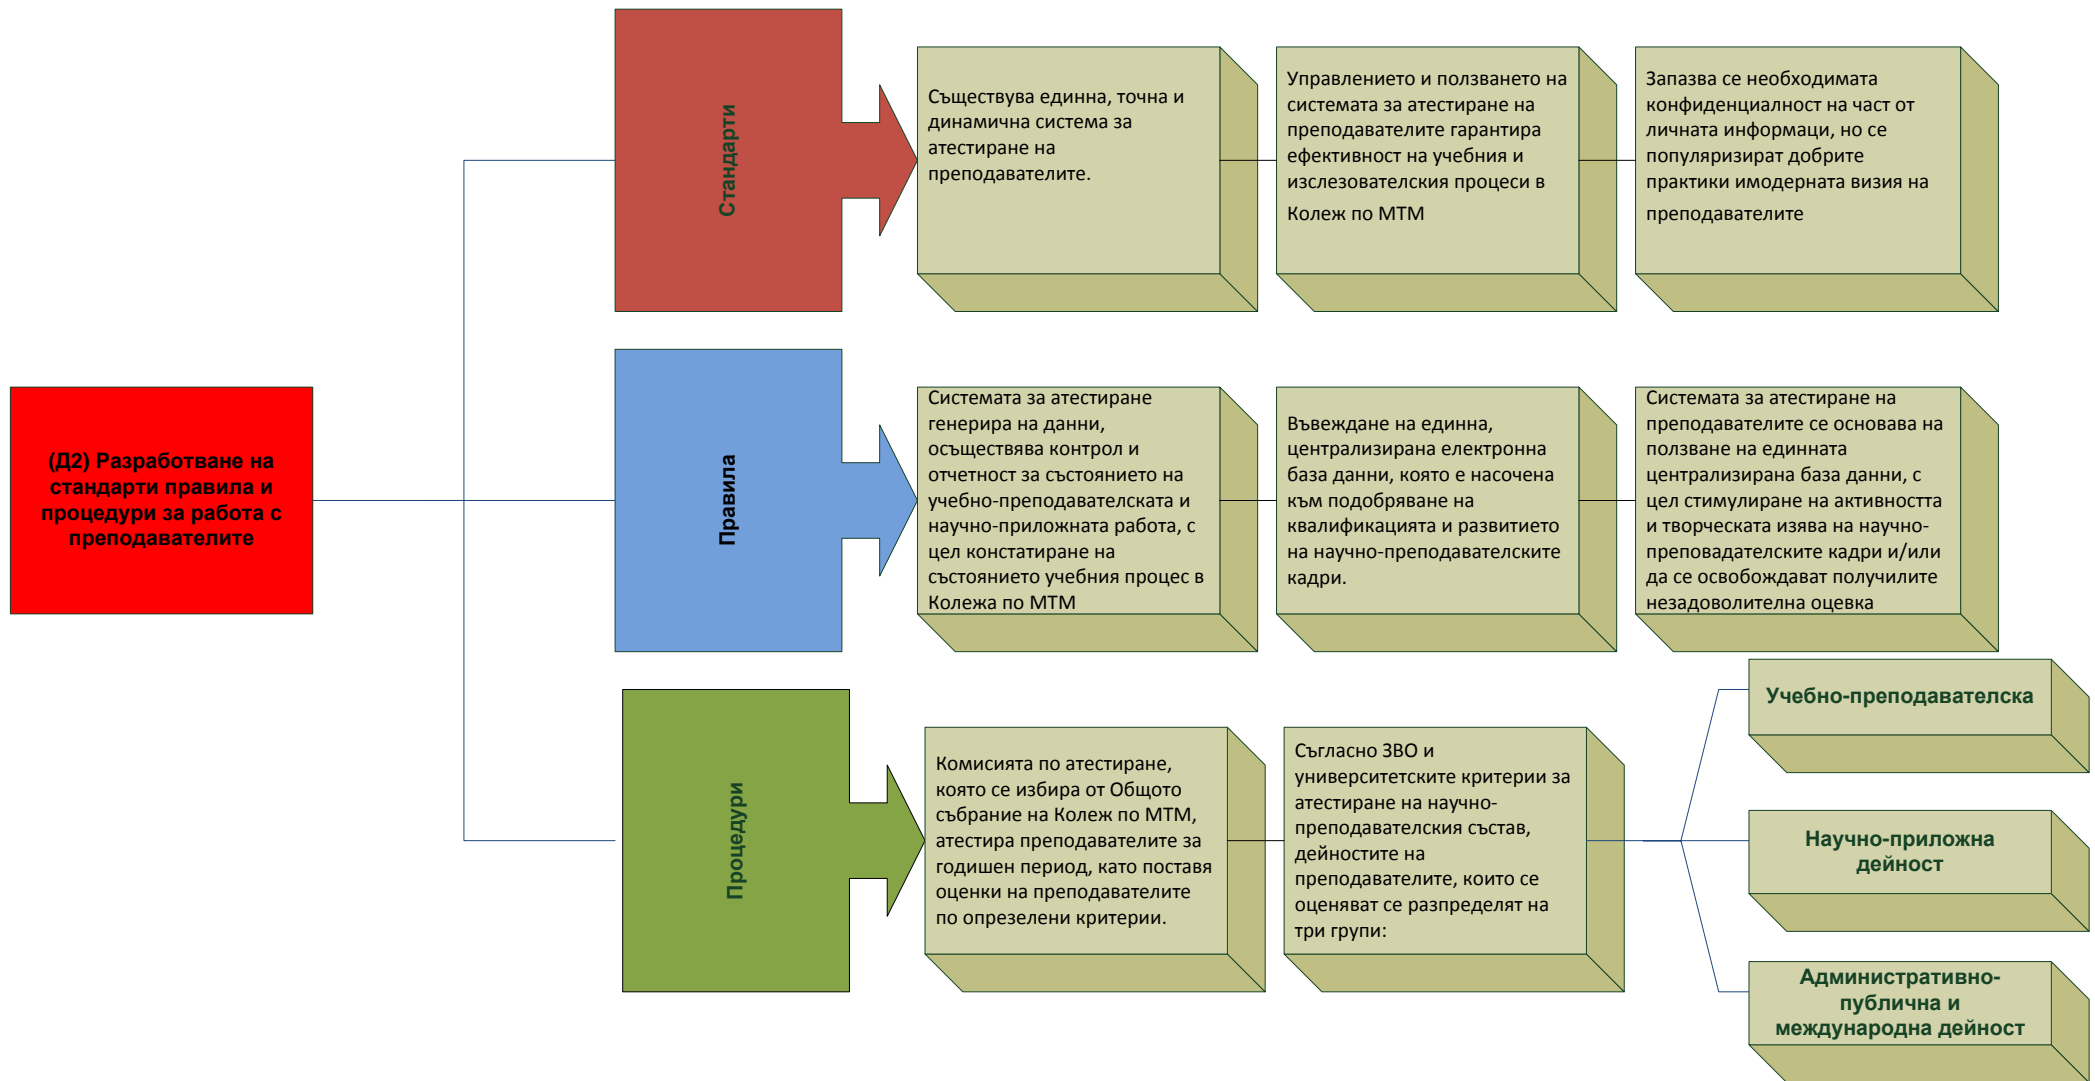 (Д2) Разработване на
стандарти правила и
процедури за работа с
преподавателите
Стандарти
Съществува единна, точна и
динамична система за
атестиране на
преподавателите.
Управлението и ползването на
системата за атестиране на
преподавателите гарантира
ефективност на учебния и
изслезователския процеси в
Колеж по МТМ
Запазва се необходимата
конфиденциалност на част от
личната информаци, но се
популяризират добрите
практики имодерната визия на
преподавателите
Правила
Системата за атестиране
генерира на данни,
осъществява контрол и
отчетност за състоянието на
учебно-преподавателската и
научно-приложната работа, с
цел констатиране на
състоянието учебния процес в
Колежа по МТМ
Въвеждане на единна,
централизирана електронна
база данни, която е насочена
към подобряване на
квалификацията и развитието
на научно-преподавателските
кадри.
Системата за атестиране на
преподавателите се основава на
ползване на единната
централизирана база данни, с
цел стимулиране на активността
и творческата изява на научно-
преповадателските кадри и/или
да се освобождават получилите
незадоволителна оцевка
Процедури
Комисията по атестиране,
която се избира от Общото
събрание на Колеж по МТМ,
атестира преподавателите за
годишен период, като поставя
оценки на преподавателите
по опрезелени критерии.
Съгласно ЗВО и
университетските критерии за
атестиране на научно-
преподавателския състав,
дейностите на
преподавателите, които се
оценяват се разпределят на
три групи:
Учебно-преподавателска
Научно-приложна
дейност
Административно-
публична и
международна дейност